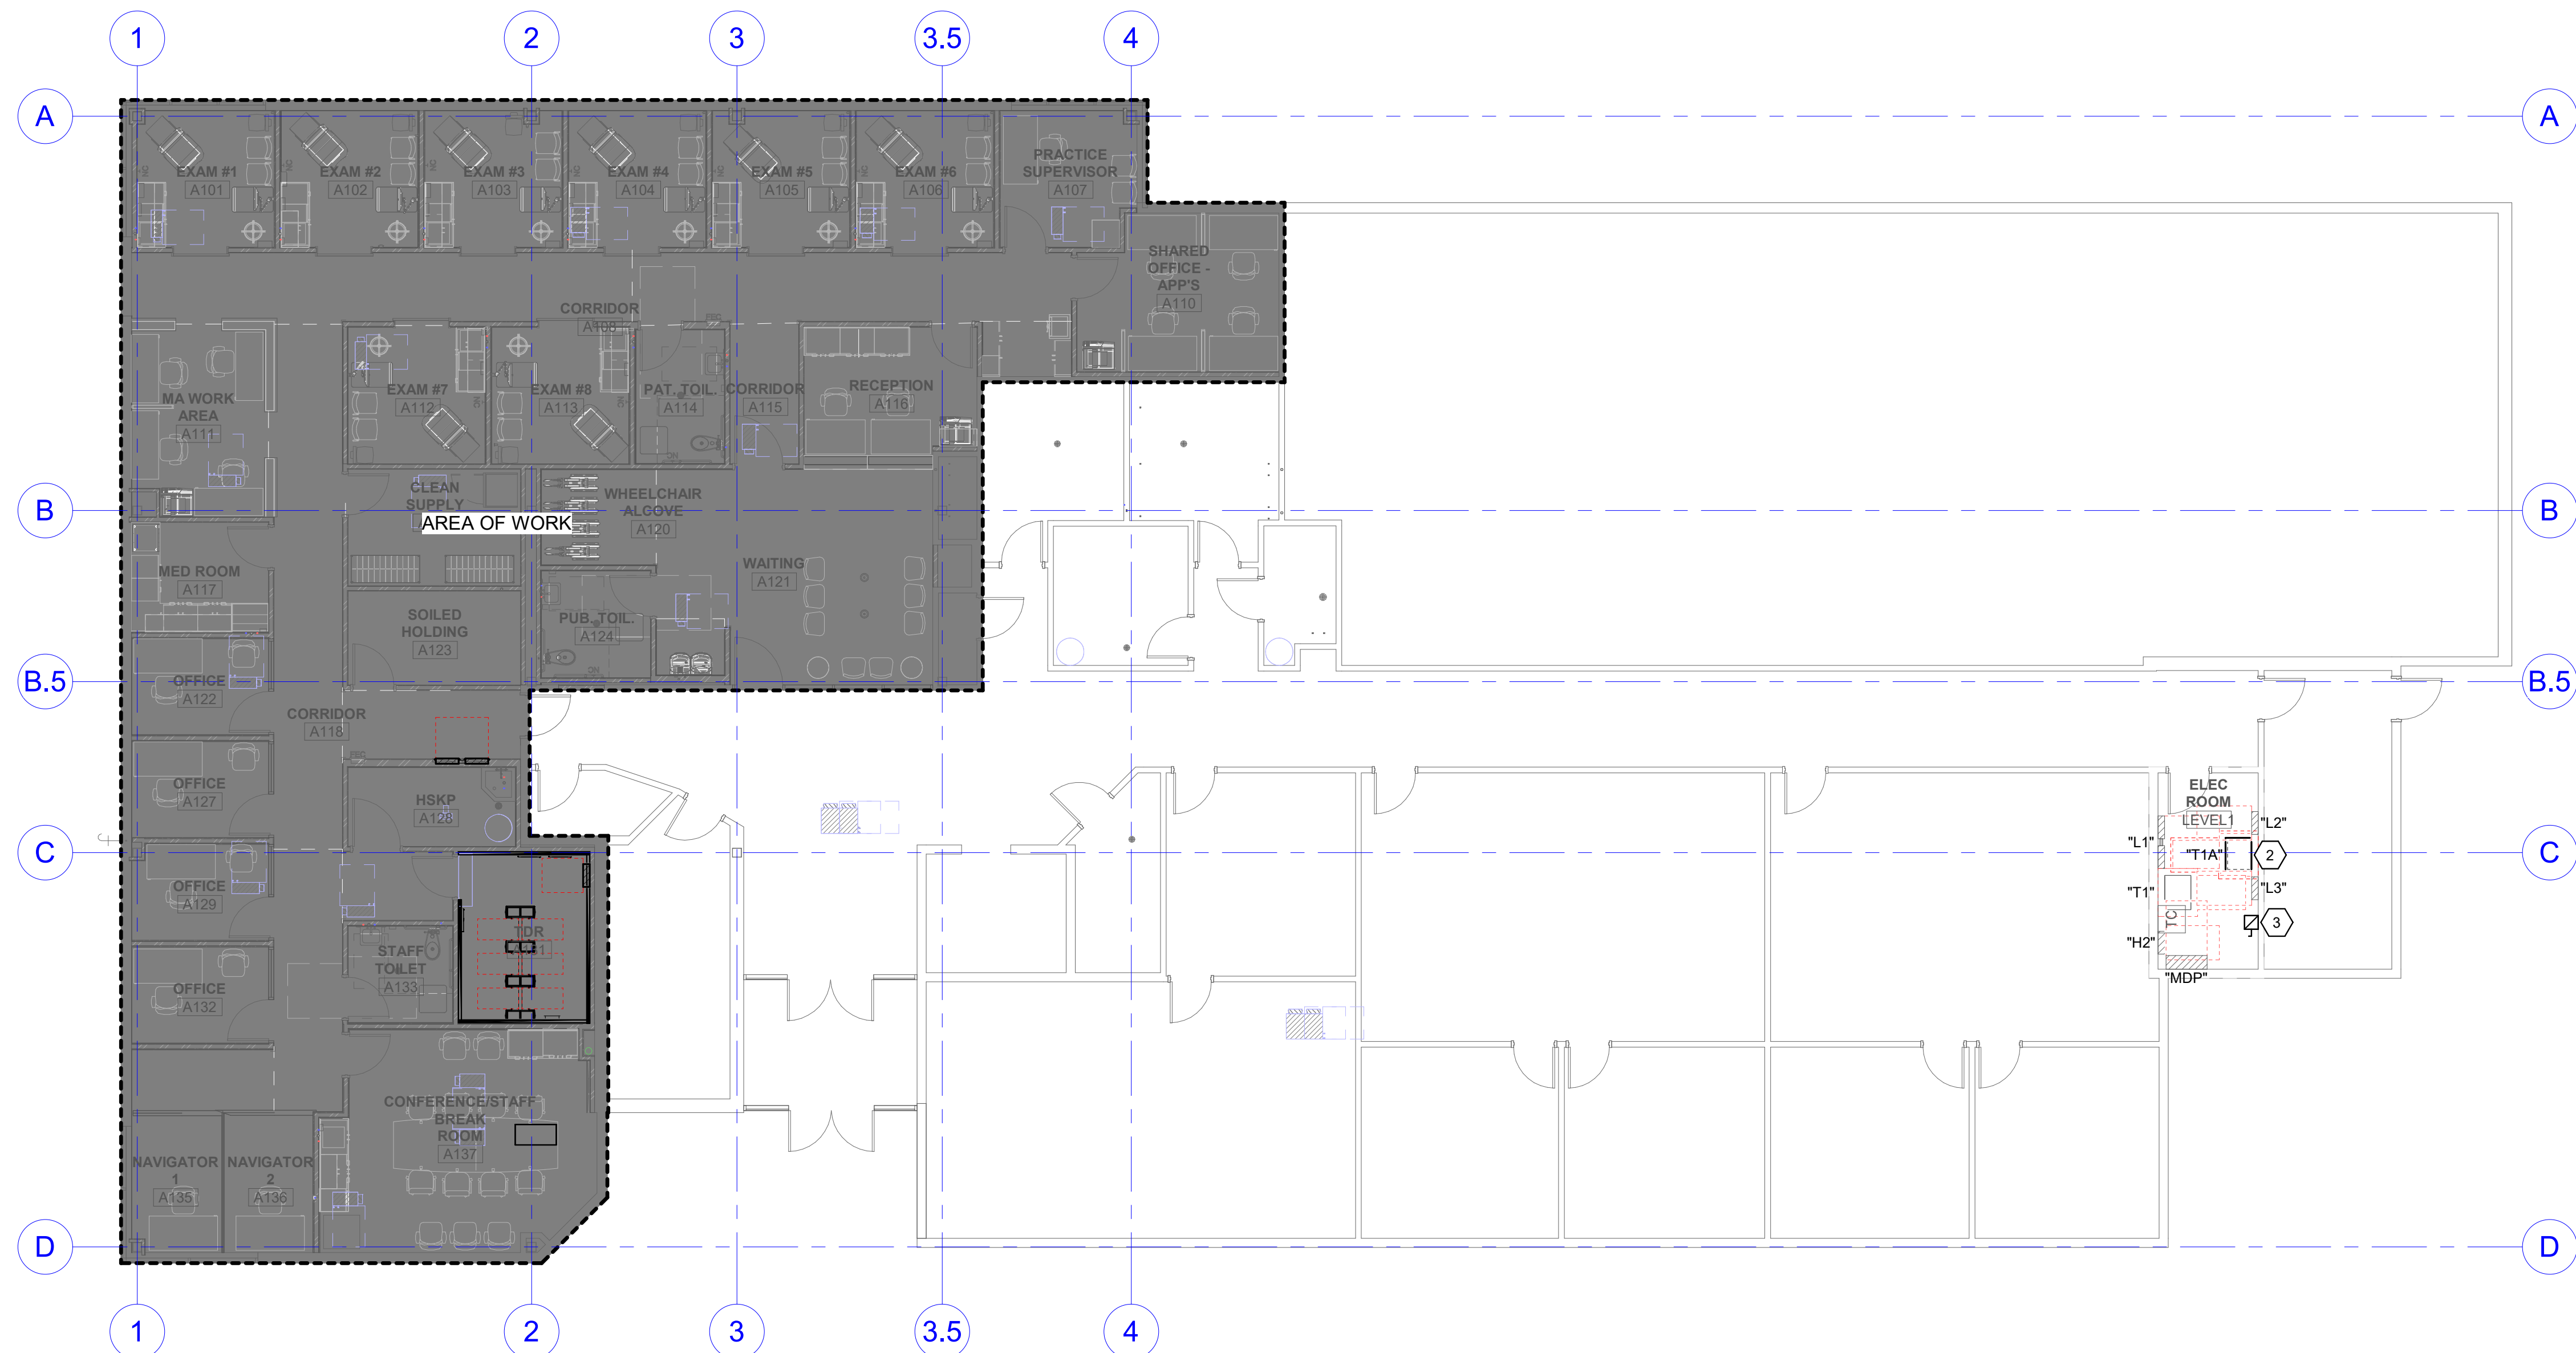 1
2
3
3.5
4
A
A
EXAM #1
A101
EXAM #2
A102
EXAM #3
A103
EXAM #4
A104
EXAM #5
A105
EXAM #6
A106
PRACTICE
SUPERVISOR
A107
SHARED
OFFICE -
APP'S
A110
CORRIDOR
A108
FEC
MA WORK
AREA
A111
EXAM #7
A112
EXAM #8
A113
PAT. TOIL.
A114
CORRIDOR
A115
RECEPTION
A116
B
B
CLEAN
SUPPLY
AREA OF WORK
WHEELCHAIR
ALCOVE
A120
MED ROOM
A117
WAITING
A121
SOILED
HOLDING
A123
PUB. TOIL.
A124
B.5
B.5
OFFICE
A122
CORRIDOR
A118
FEC
OFFICE
A127
HSKP
A128
ELEC
ROOM
LEVEL1
"L1"
"L2"
C
C
"T1A"
2
OFFICE
A129
"T1"
"L3"
TC
3
TDR
A131
STAFF
TOILET
A133
"H2"
"MDP"
OFFICE
A132
CONFERENCE/STAFF
BREAK
ROOM
A137
NAVIGATOR
1
A135
NAVIGATOR
2
A136
D
D
1
2
3
3.5
4